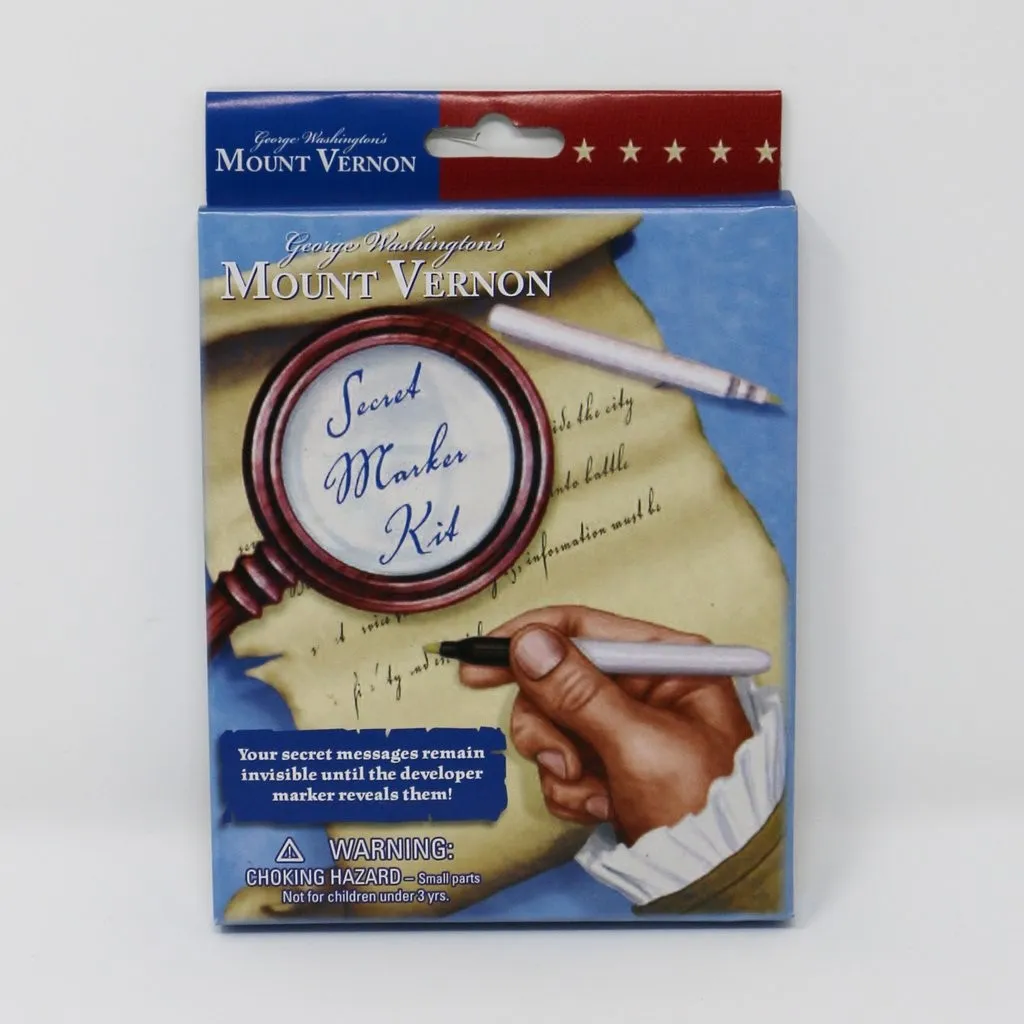 George Washington's
MOUNT VERNON
George Washington's
MOUNT VERNON
Secret
Marker
Kit
the city
into battle
information must be
Your secret messages remain
invisible until the developer
marker reveals them!
WARNING:
CHOKING HAZARD – Small parts
Not for children under 3 yrs.